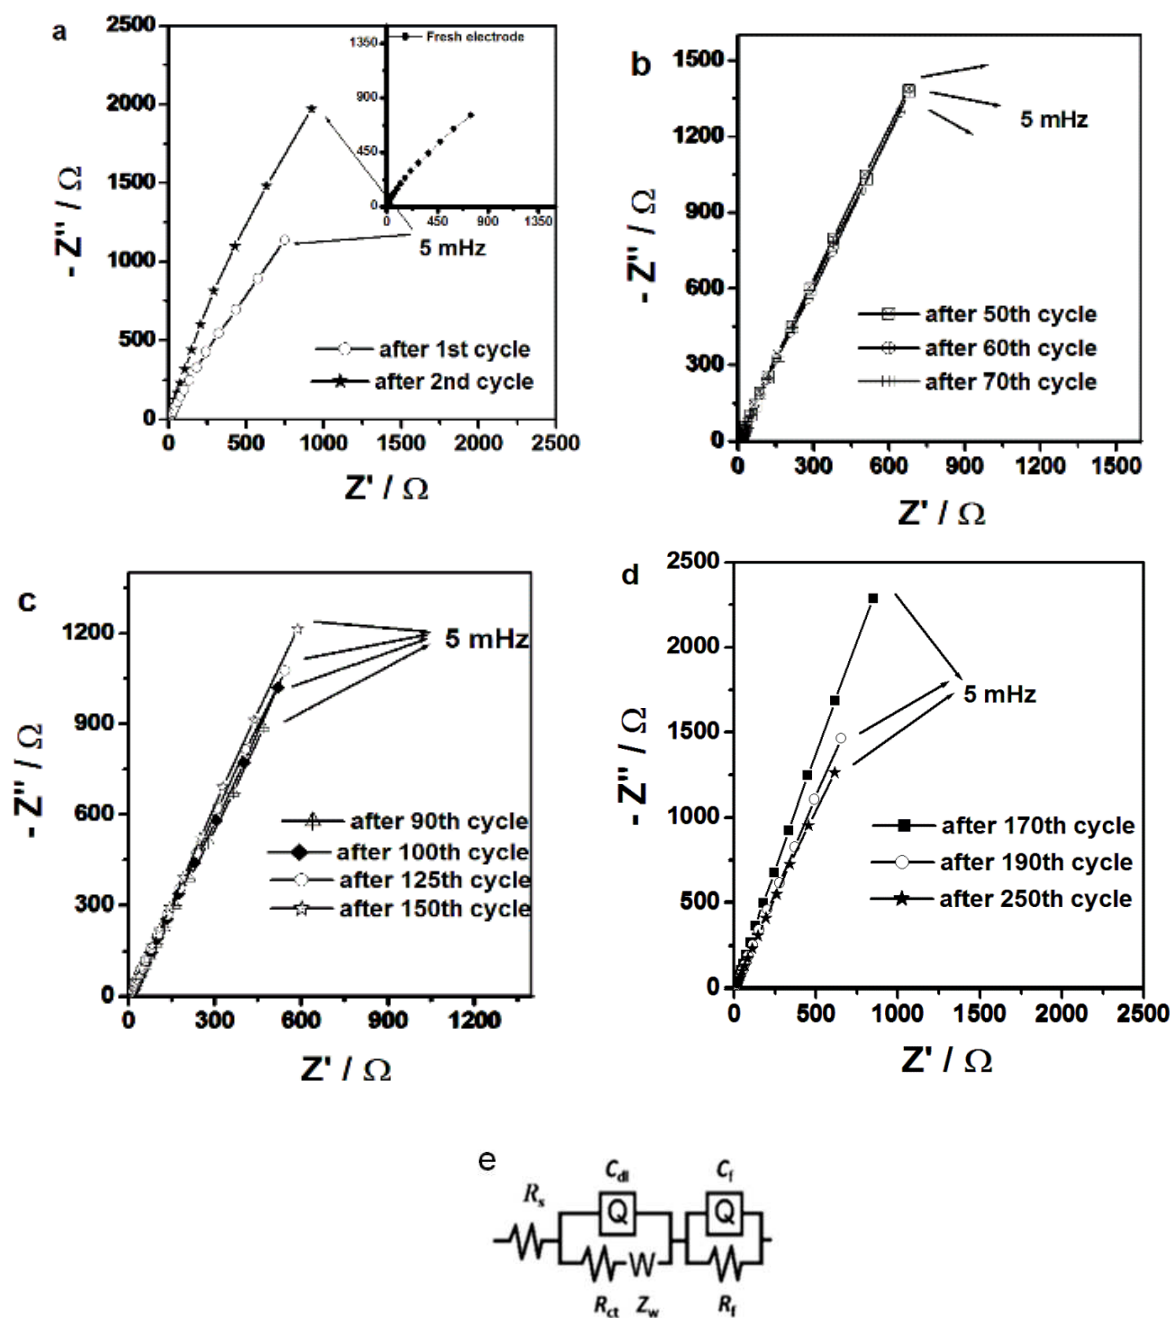 a
2500
2000
1500
1000
500
0
- Z" / Ω
0 500 1000 1500 2000 2500
Z' / Ω
1350
900
450
0
0 450 900 1350
Fresh electrode
5 mHz
after 1st cycle
after 2nd cycle
b
1500
1200
900
600
300
0
- Z" / Ω
0 300 600 900 1200 1500
Z' / Ω
5 mHz
after 50th cycle
after 60th cycle
after 70th cycle
c
1200
900
600
300
0
- Z" / Ω
0 300 600 900 1200
Z' / Ω
5 mHz
after 90th cycle
after 100th cycle
after 125th cycle
after 150th cycle
d
2500
2000
1500
1000
500
0
- Z" / Ω
0 500 1000 1500 2000 2500
Z' / Ω
5 mHz
after 170th cycle
after 190th cycle
after 250th cycle
e
Cdl Cf
Rs Q Q
W
Rct Zw Rf